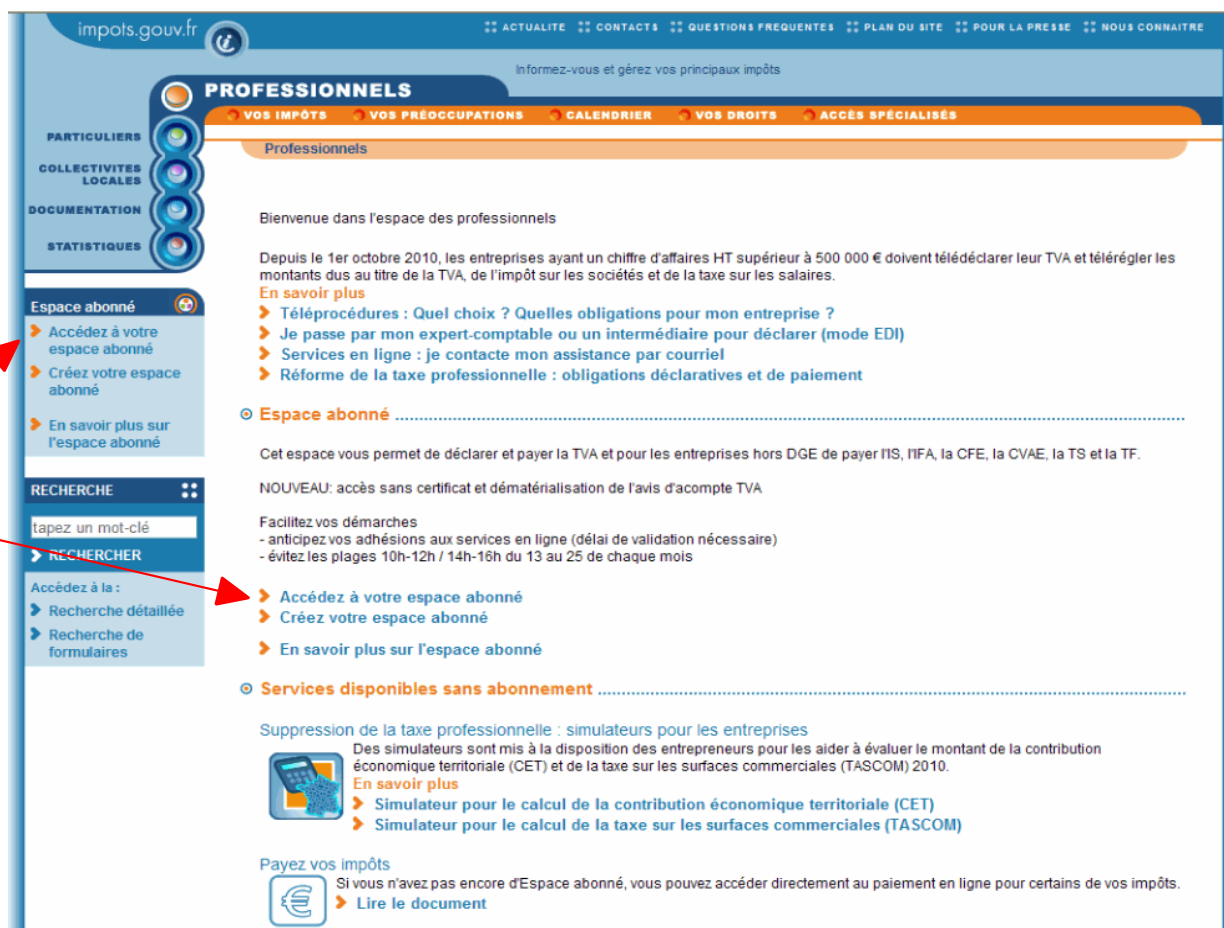 impots.gouv.fr
ACTUALITE CONTACTS QUESTIONS FREQUENTES PLAN DU SITE POUR LA PRESSE NOUS CONNAITRE
Informez-vous et gérez vos principaux impôts
PROFESSIONNELS
VOS IMPÔTS VOS PRÉOCCUPATIONS CALENDRIER VOS DROITS ACCÈS SPÉCIALISÉS
PARTICULIERS
COLLECTIVITES
LOCALES
DOCUMENTATION
STATISTIQUES
Espace abonné
Accédez à votre
espace abonné
Créez votre espace
abonné
En savoir plus sur
l'espace abonné
RECHERCHE
tapez un mot-clé
RECHERCHER
Accédez à la :
Recherche détaillée
Recherche de
formulaires
Professionnels
Bienvenue dans l'espace des professionnels
Depuis le 1er octobre 2010, les entreprises ayant un chiffre d'affaires HT supérieur à 500 000 € doivent télédéclarer leur TVA et télérégler les
montants dus au titre de la TVA, de l'impôt sur les sociétés et de la taxe sur les salaires.
En savoir plus
Téléprocédures : Quel choix ? Quelles obligations pour mon entreprise ?
Je passe par mon expert-comptable ou un intermédiaire pour déclarer (mode EDI)
Services en ligne : je contacte mon assistance par courriel
Réforme de la taxe professionnelle : obligations déclaratives et de paiement
Espace abonné
Cet espace vous permet de déclarer et payer la TVA et pour les entreprises hors DGE de payer l'IS, l'IFA, la CFE, la CVAE, la TS et la TF.
NOUVEAU: accès sans certificat et dématérialisation de l'avis d'acompte TVA
Facilitez vos démarches
- anticipez vos adhésions aux services en ligne (délai de validation nécessaire)
- évitez les plages 10h-12h / 14h-16h du 13 au 25 de chaque mois
Accédez à votre espace abonné
Créez votre espace abonné
En savoir plus sur l'espace abonné
Services disponibles sans abonnement
Suppression de la taxe professionnelle : simulateurs pour les entreprises
Des simulateurs sont mis à la disposition des entrepreneurs pour les aider à évaluer le montant de la contribution
économique territoriale (CET) et de la taxe sur les surfaces commerciales (TASCOM) 2010.
En savoir plus
Simulateur pour le calcul de la contribution économique territoriale (CET)
Simulateur pour le calcul de la taxe sur les surfaces commerciales (TASCOM)
Payez vos impôts
Si vous n'avez pas encore d'Espace abonné, vous pouvez accéder directement au paiement en ligne pour certains de vos impôts.
Lire le document